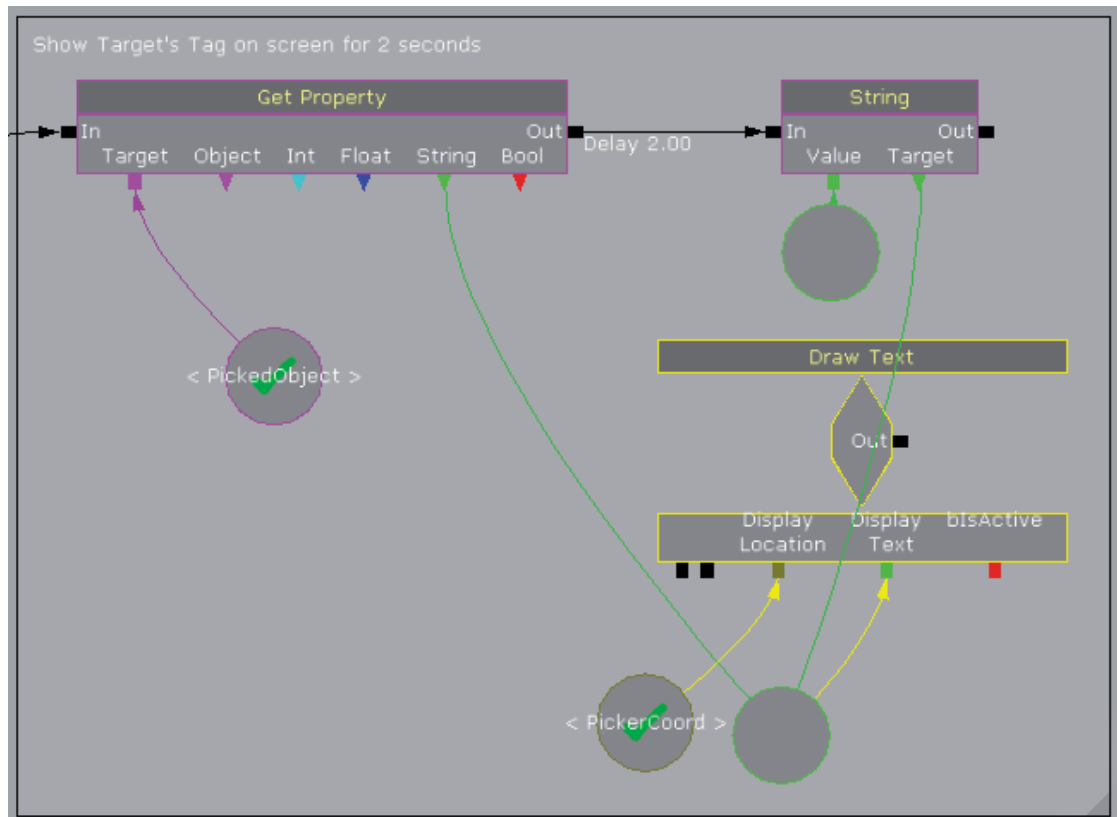 Show Target's Tag on screen for 2 seconds
Get Property
In Out
Target Object Int Float String Bool
Delay 2.00
String
In Out
Value Target
< PickedObject >
Draw Text
Out
Display Location
Display Text
bIsActive
< PickerCoord >